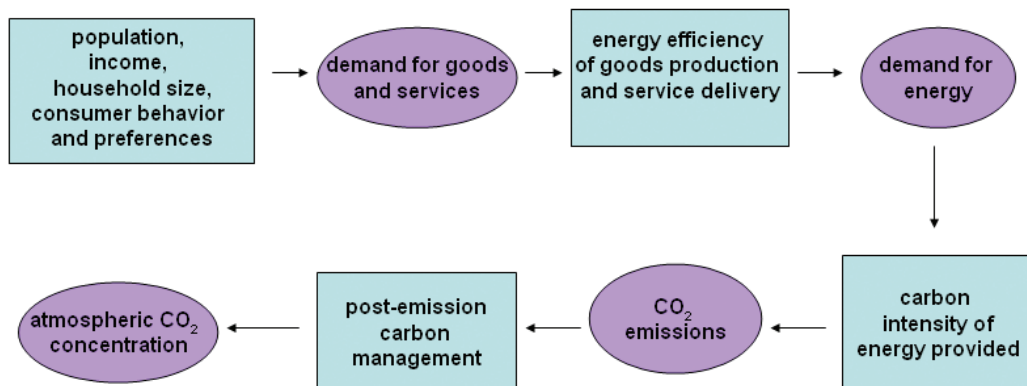 population,
income,
household size,
consumer behavior
and preferences
demand for goods
and services
energy efficiency
of goods production
and service delivery
demand for
energy
carbon
intensity of
energy provided
CO₂
emissions
post-emission
carbon
management
atmospheric CO₂
concentration